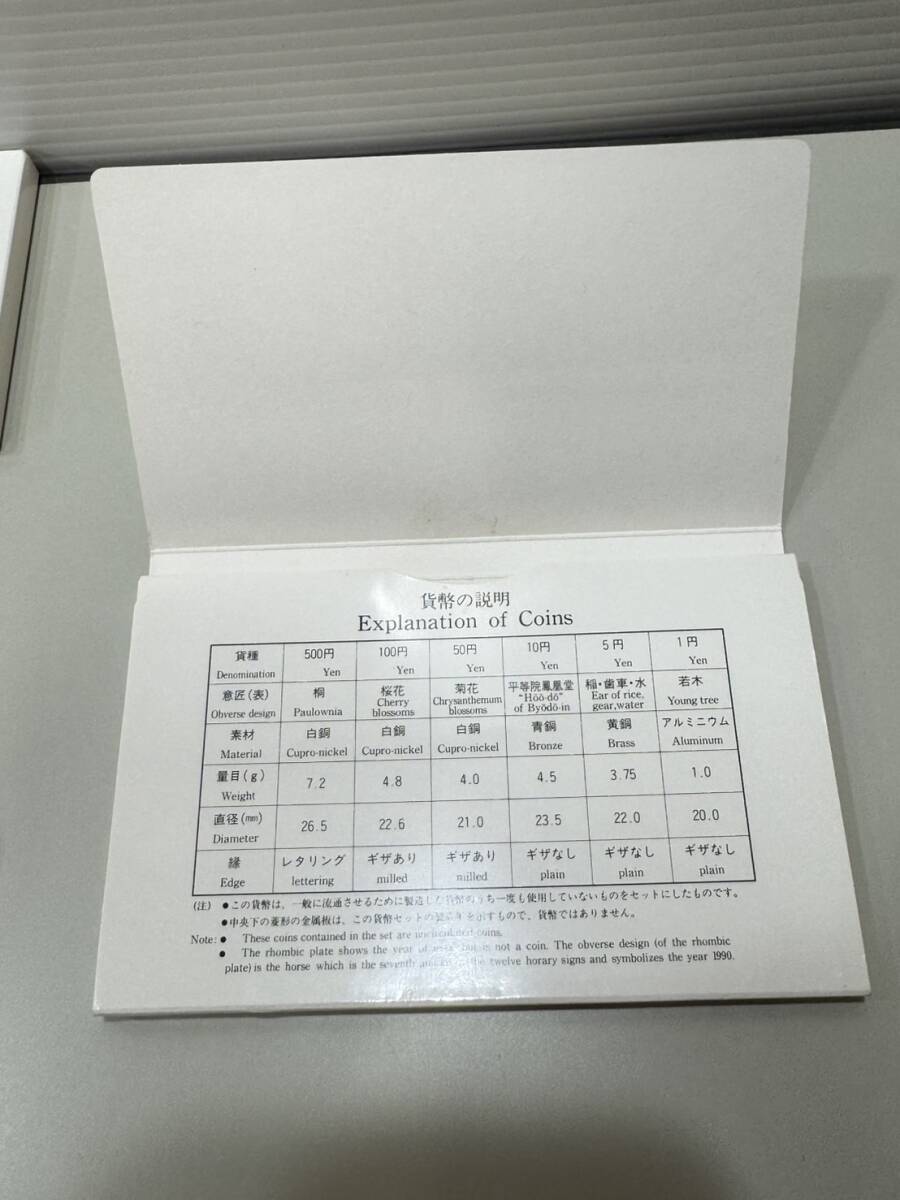 貨幣の説明
Explanation of Coins
貨種 500円 100円 50円 10円 5円 1円
Denomination Yen Yen Yen Yen Yen Yen
意匠(表) 桐 桜花 菊花 平等院鳳凰堂 稲・歯車・水 若木
Obverse design Paulownia Cherry blossoms Chrysanthemum blossoms "Hōō-dō" of Byōdō-in Ear of rice, gear,water Young tree
素材 白銅 白銅 白銅 青銅 黄銅 アルミニウム
Material Cupro-nickel Cupro-nickel Cupro-nickel Bronze Brass Aluminum
量目(g) 7.2 4.8 4.0 4.5 3.75 1.0
Weight
直径(mm) 26.5 22.6 21.0 23.5 22.0 20.0
Diameter
縁 レタリング ギザあり ギザあり ギザなし ギザなし ギザなし
Edge lettering milled milled plain plain plain
(注) ●この貨幣は、一般に流通させるために製造した貨幣のうち一度も使用していないものをセットにしたものです。
●中央下の菱形の金属板は、この貨幣セットの製造年を示すもので、貨幣ではありません。
Note: ● These coins contained in the set are uncirculated coins.
● The rhombic plate shows the year of but is not a coin. The obverse design (of the rhombic
plate) is the horse which is the seventh the twelve horary signs and symbolizes the year 1990.